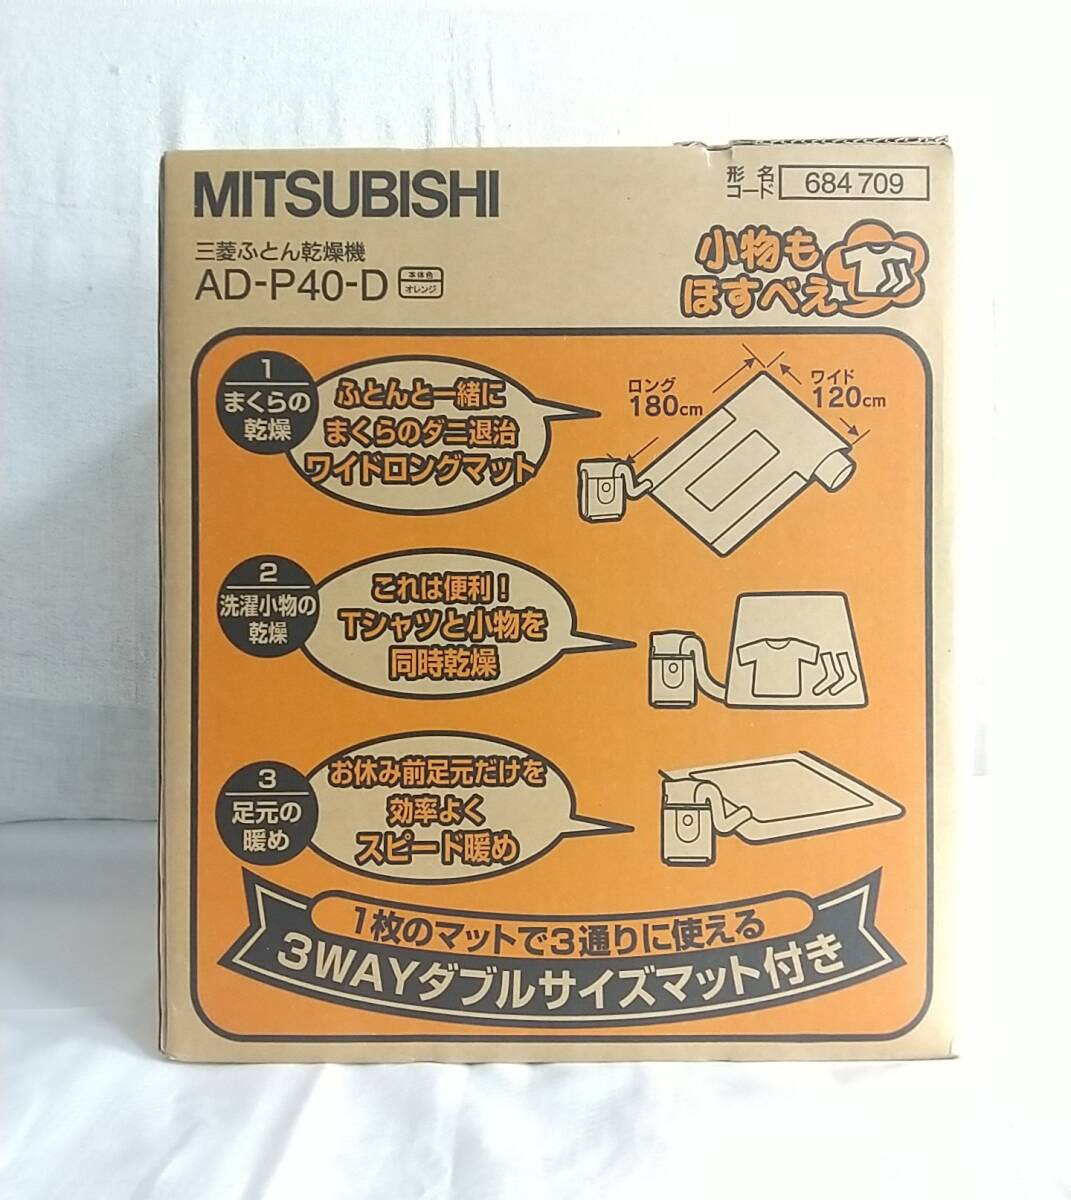 MITSUBISHI
形名
コード
684 709
三菱ふとん乾燥機
AD-P40-D
本体色
オレンジ
小物も
ほすべえ
1
まくらの
乾燥
ふとんと一緒に
まくらのダニ退治
ワイドロングマット
ロング
180cm
ワイド
120cm
2
洗濯小物の
乾燥
これは便利！
Tシャツと小物を
同時乾燥
3
足元の
暖め
お休み前足元だけを
効率よく
スピード暖め
1枚のマットで3通りに使える
3WAYダブルサイズマット付き